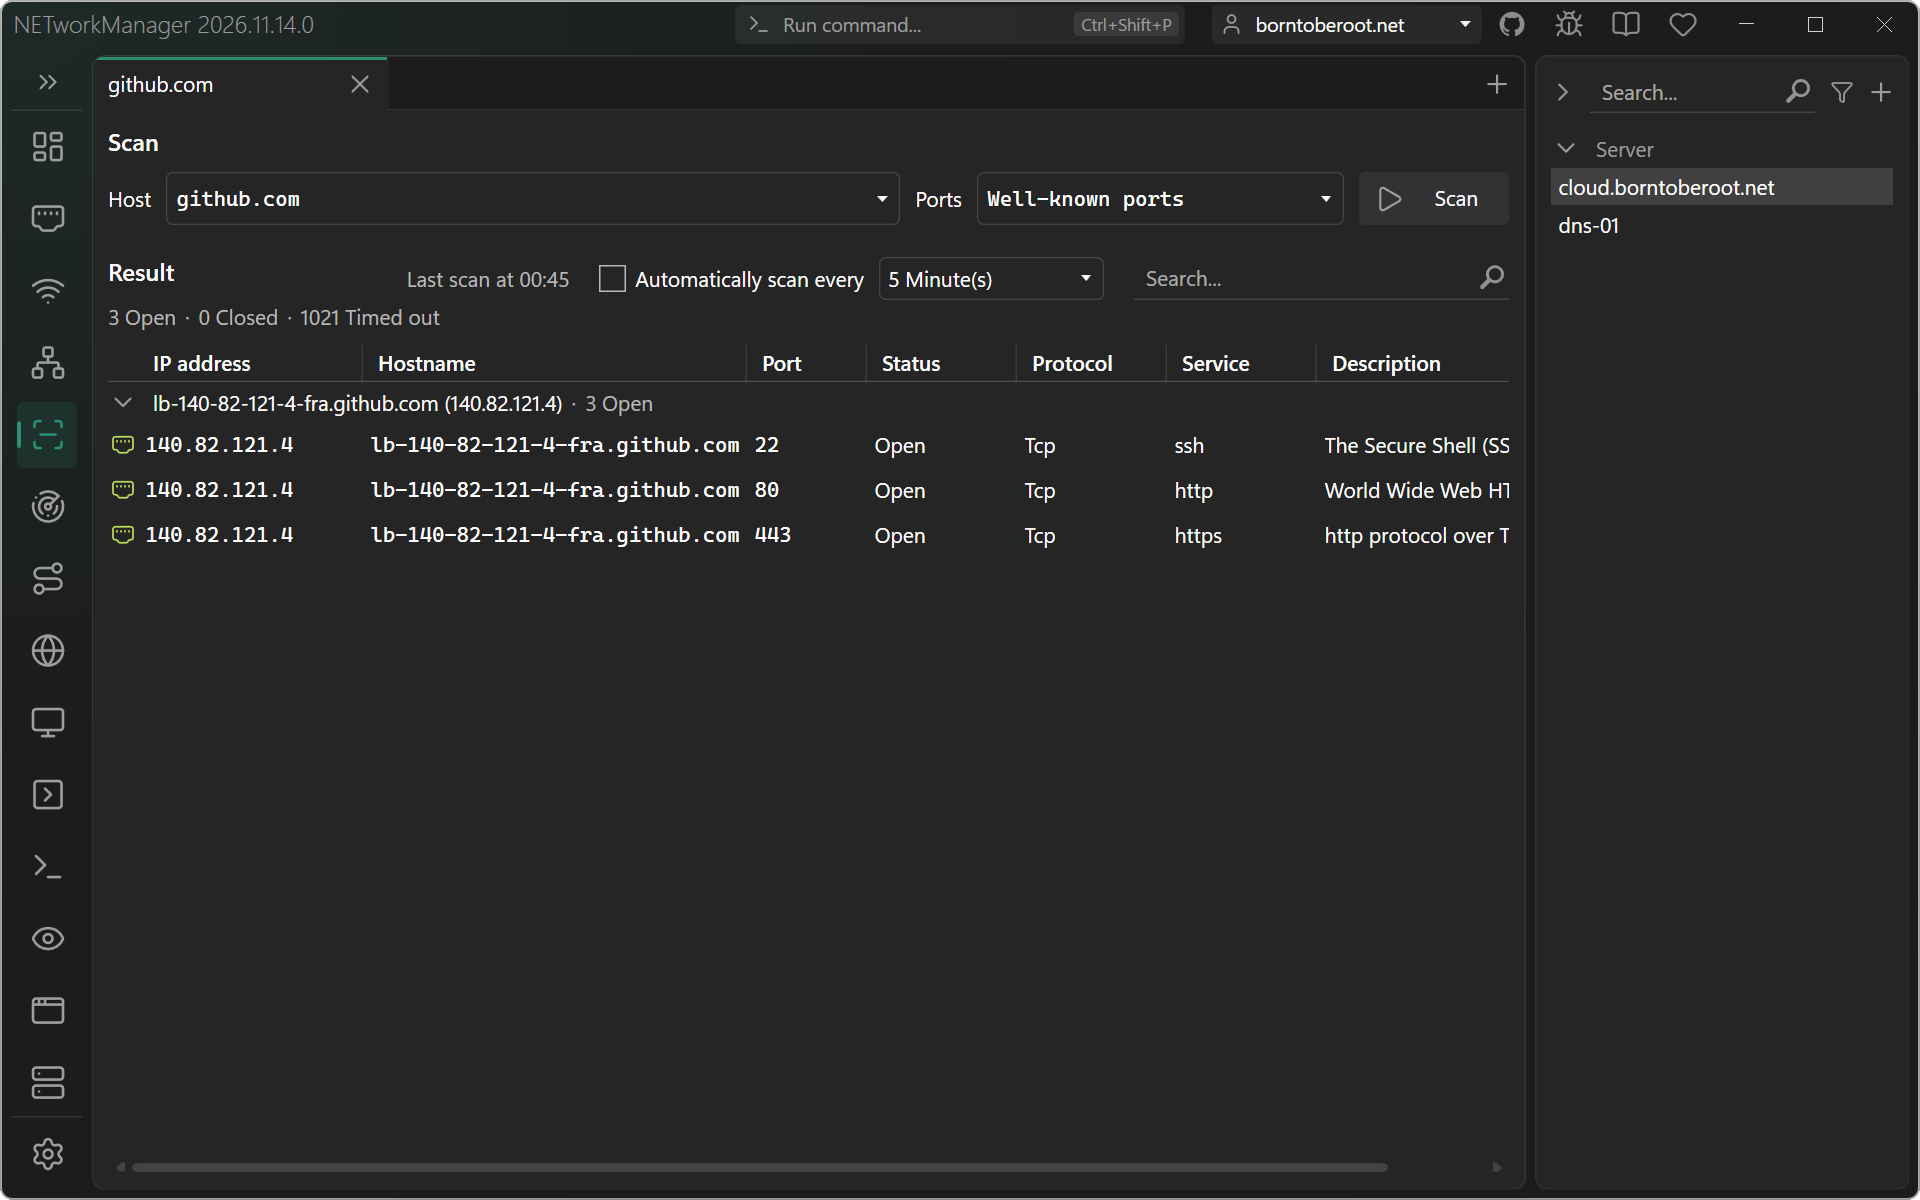 NETworkManager 2026.11.14.0
Run command...
Ctrl+Shift+P
borntoberoot.net
github.com
Scan
Host
github.com
Ports
Well-known ports
Scan
Result
Last scan at 00:45
Automatically scan every
5 Minute(s)
Search...
3 Open · 0 Closed · 1021 Timed out
IP address Hostname Port Status Protocol Service Description
lb-140-82-121-4-fra.github.com (140.82.121.4) · 3 Open
140.82.121.4 lb-140-82-121-4-fra.github.com 22 Open Tcp ssh The Secure Shell (SS
140.82.121.4 lb-140-82-121-4-fra.github.com 80 Open Tcp http World Wide Web HT
140.82.121.4 lb-140-82-121-4-fra.github.com 443 Open Tcp https http protocol over T
Search...
Server
cloud.borntoberoot.net
dns-01